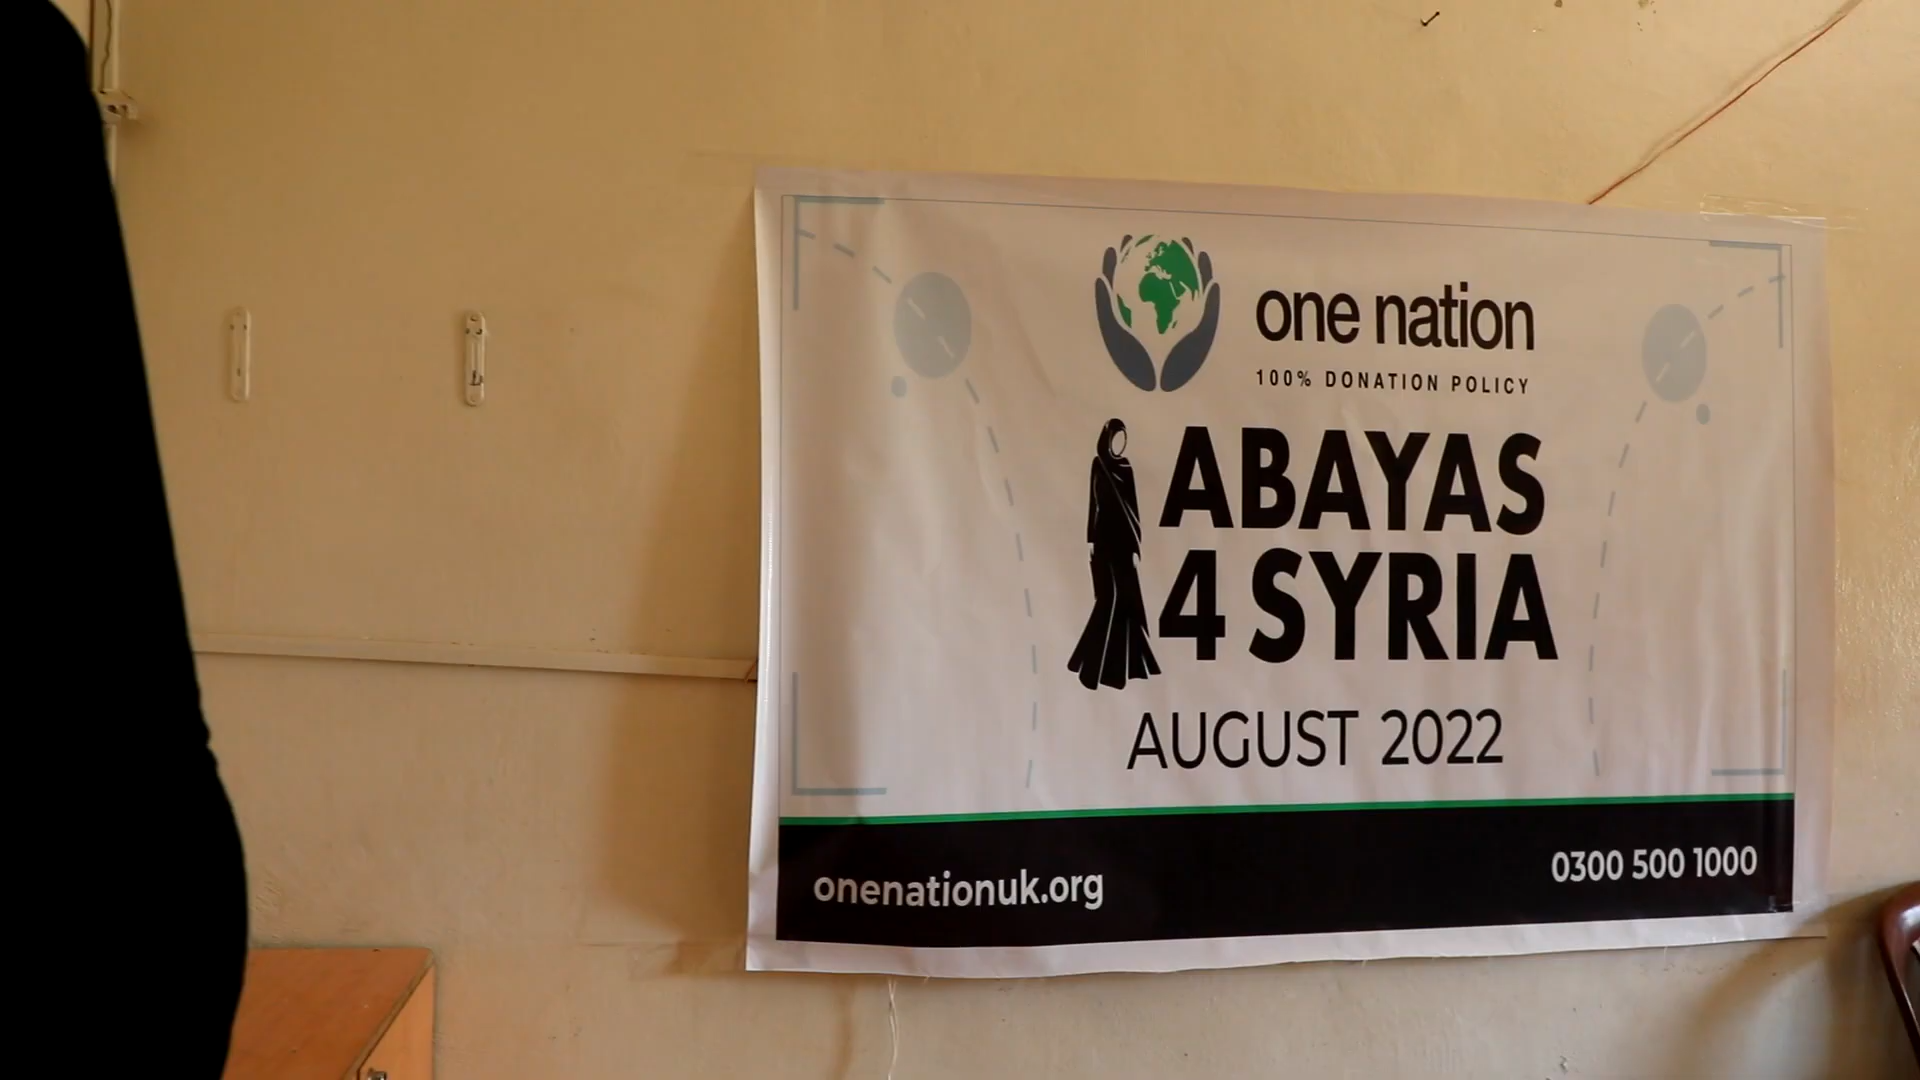 one nation
100% DONATION POLICY
ABAYAS
4 SYRIA
AUGUST 2022
onenationuk.org
0300 500 1000